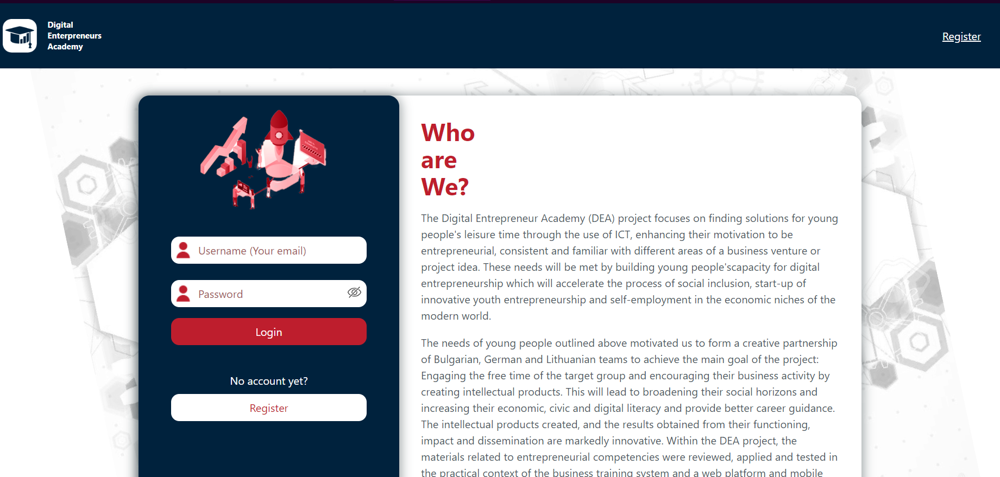 Digital
Enterpreneurs
Academy
Register
Username (Your email)
Password
Login
No account yet?
Register
Who
are
We?
The Digital Entrepreneur Academy (DEA) project focuses on finding solutions for young
people's leisure time through the use of ICT, enhancing their motivation to be
entrepreneurial, consistent and familiar with different areas of a business venture or
project idea. These needs will be met by building young people'scapacity for digital
entrepreneurship which will accelerate the process of social inclusion, start-up of
innovative youth entrepreneurship and self-employment in the economic niches of the
modern world.
The needs of young people outlined above motivated us to form a creative partnership
of Bulgarian, German and Lithuanian teams to achieve the main goal of the project:
Engaging the free time of the target group and encouraging their business activity by
creating intellectual products. This will lead to broadening their social horizons and
increasing their economic, civic and digital literacy and provide better career guidance.
The intellectual products created, and the results obtained from their functioning,
impact and dissemination are markedly innovative. Within the DEA project, the
materials related to entrepreneurial competencies were reviewed, applied and tested in
the practical context of the business training system and a web platform and mobile